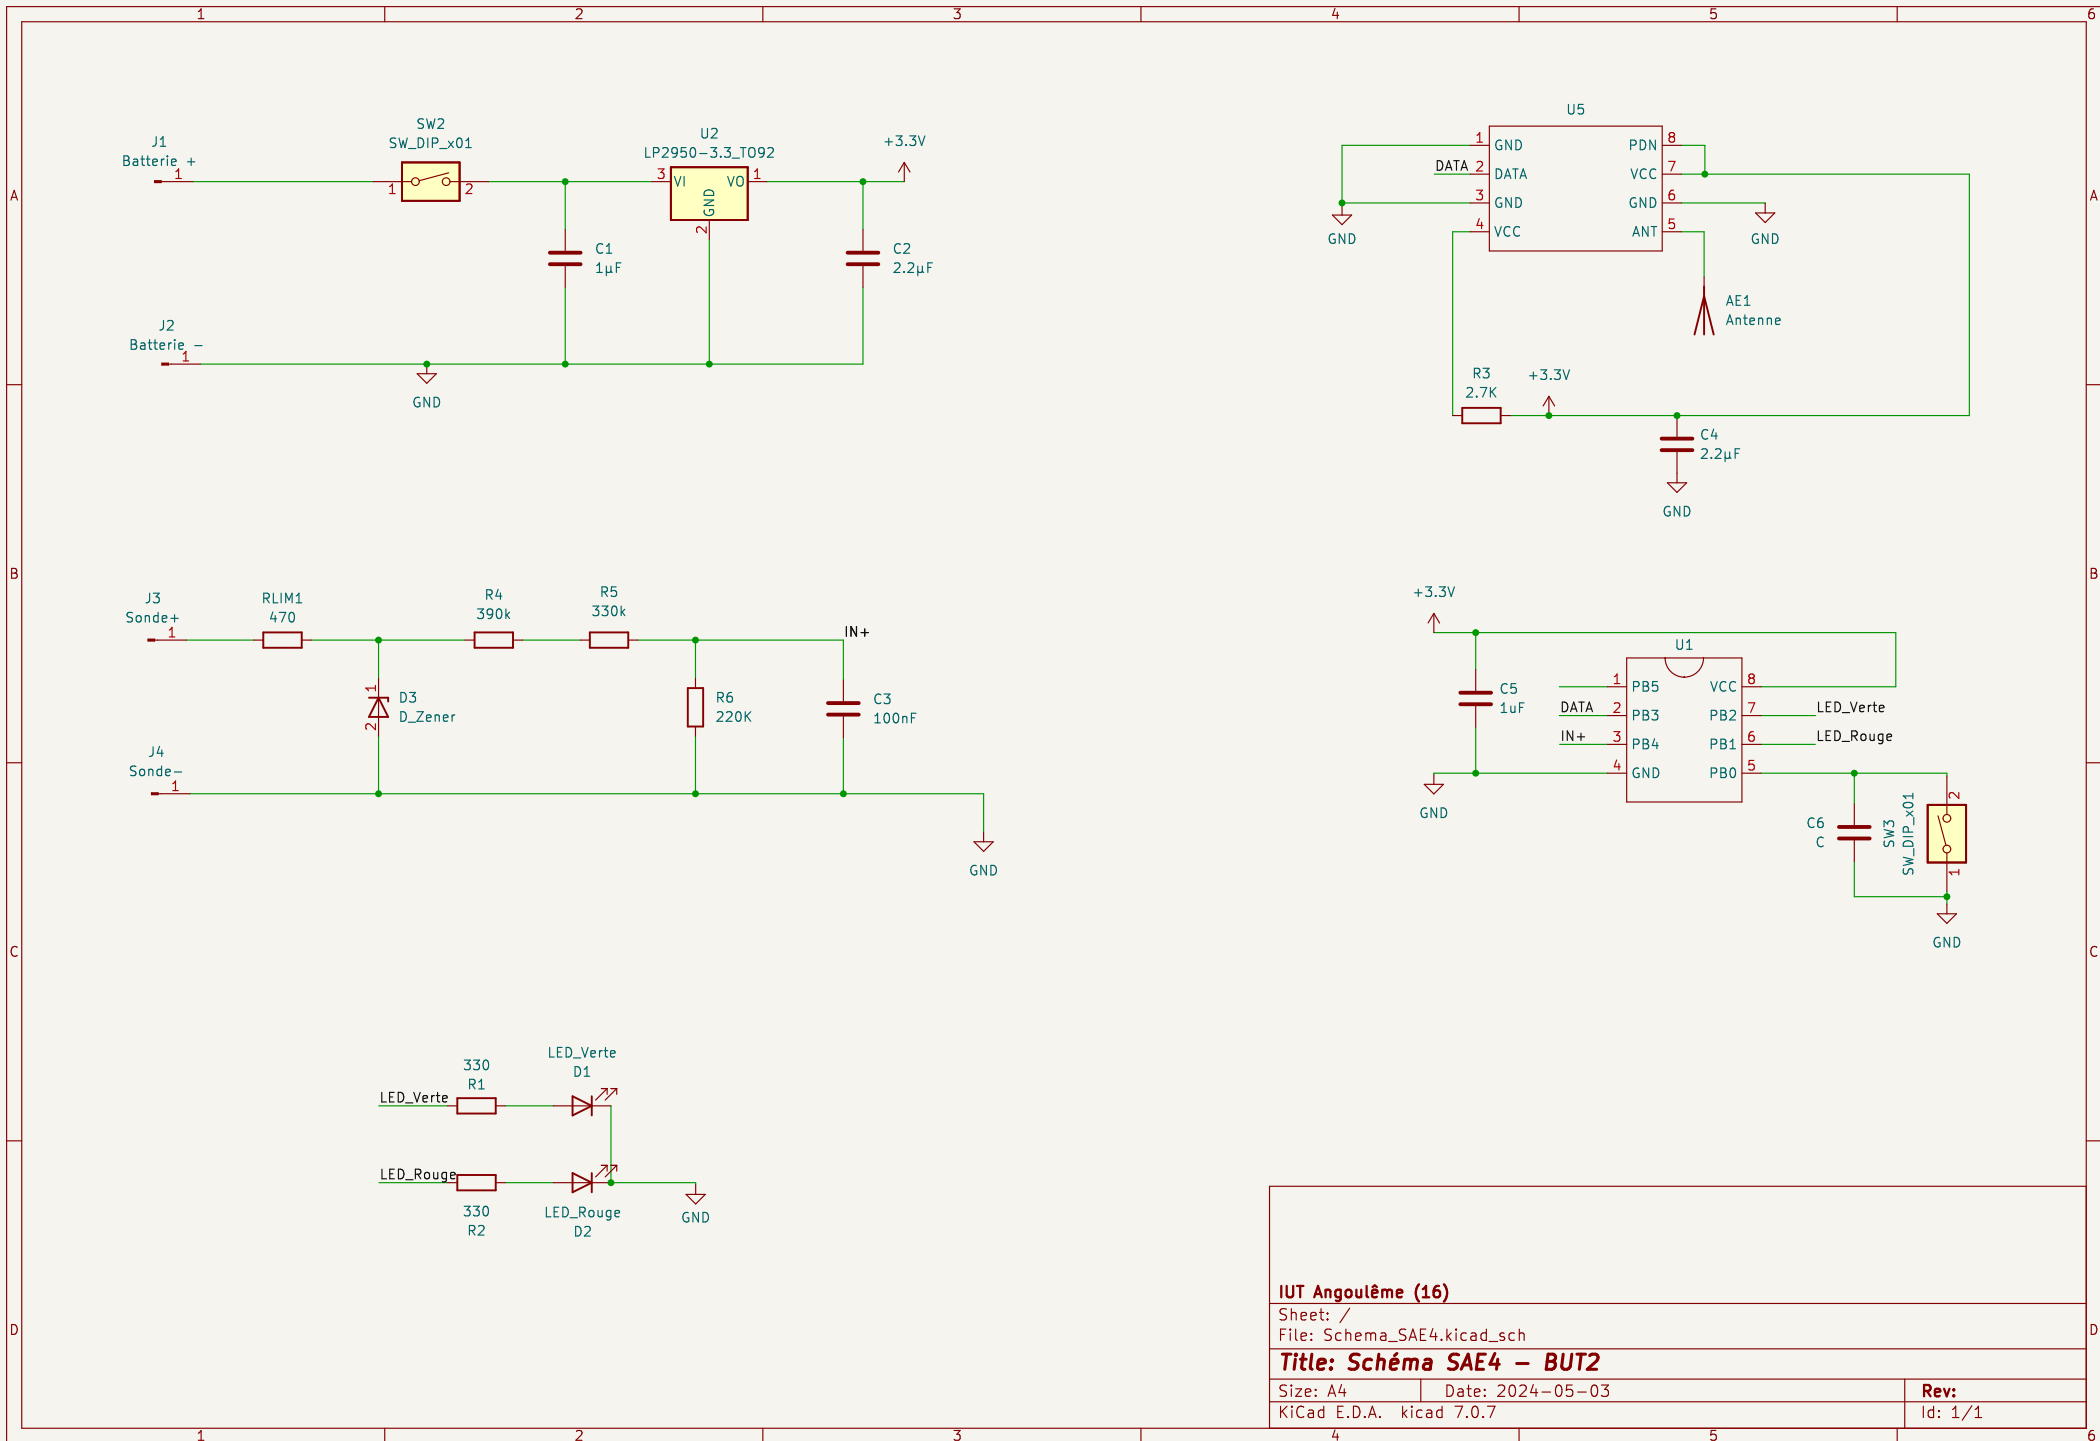 1 2 3 4 5 6
A
B
C
D
J1
Batterie +
1
SW2
SW_DIP_x01
1 2
U2
LP2950-3.3_TO92
3 VI VO 1
GND
2
+3.3V
C1
1µF
C2
2.2µF
J2
Batterie -
1
GND
U5
1 GND PDN 8
DATA 2 DATA VCC 7
3 GND GND 6
4 VCC ANT 5
GND
GND
AE1
Antenne
R3
2.7K
+3.3V
C4
2.2µF
GND
J3
Sonde+
1
RLIM1
470
R4
390k
R5
330k
IN+
1
D3
D_Zener
2
R6
220K
C3
100nF
J4
Sonde-
1
GND
+3.3V
U1
C5
1uF
1 PB5 VCC 8
DATA 2 PB3 PB2 7 LED_Verte
IN+ 3 PB4 PB1 6 LED_Rouge
4 GND PB0 5
GND
C6
C
SW3
SW_DIP_x01
2
1
GND
330
R1
LED_Verte
LED_Verte
D1
LED_Rouge
330
R2
LED_Rouge
D2
GND
IUT Angoulême (16)
Sheet: /
File: Schema_SAE4.kicad_sch
Title: Schéma SAE4 - BUT2
Size: A4 Date: 2024-05-03 Rev:
KiCad E.D.A. kicad 7.0.7 Id: 1/1
A
B
C
D
1 2 3 4 5 6